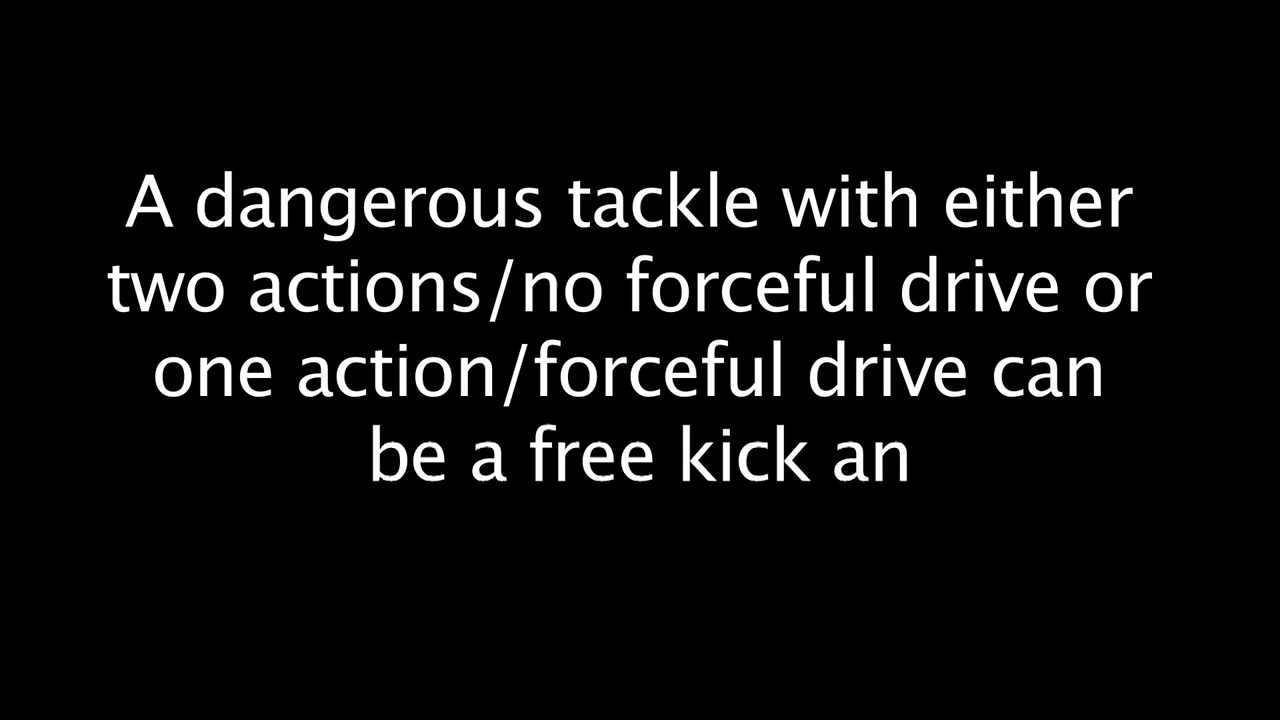 A dangerous tackle with either
two actions/no forceful drive or
one action/forceful drive can
be a free kick an